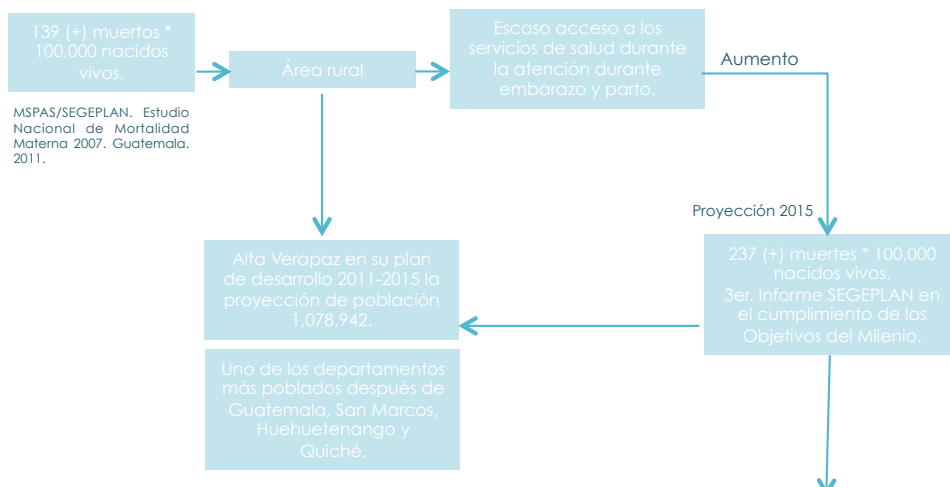 139 (+) muertos *
100,000 nacidos
vivos.
MSPAS/SEGEPLAN. Estudio
Nacional de Mortalidad
Materna 2007. Guatemala.
2011.
Área rural
Escaso acceso a los
servicios de salud durante
la atención durante
embarazo y parto.
Aumento
Proyección 2015
237 (+) muertes * 100,000
nacidos vivos.
3er. Informe SEGEPLAN en
el cumplimiento de los
Objetivos del Milenio.
Alta Verapaz en su plan
de desarrollo 2011-2015 la
proyección de población
1,078,942.
Uno de los departamentos
más poblados después de
Guatemala, San Marcos,
Huehuetenango y
Quiché.